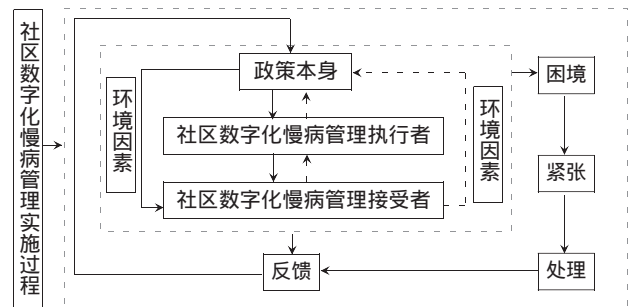 社区数字化慢病管理实施过程
环境因素
政策本身
社区数字化慢病管理执行者
社区数字化慢病管理接受者
环境因素
反馈
困境
紧张
处理